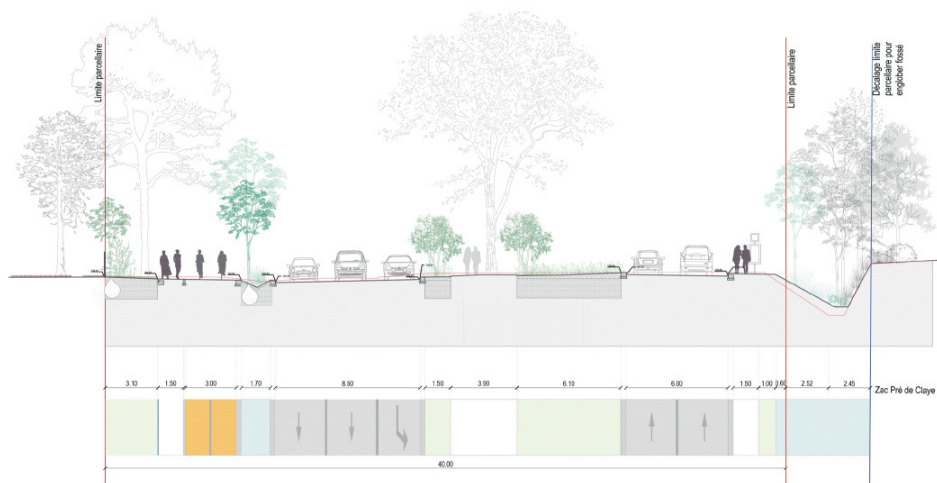 Limite parcellaire
Limite parcellaire
Décalage limite
parcellaire pour
englober fossé
3.10 1.50 3.00 1.70 8.50 1.50 3.90 6.10 6.00 1.50 1.00 0.60 2.52 2.45
Zac Pré de Claye
40.00